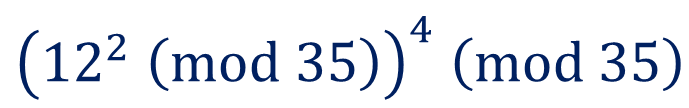 (12² (mod 35))⁴ (mod 35)